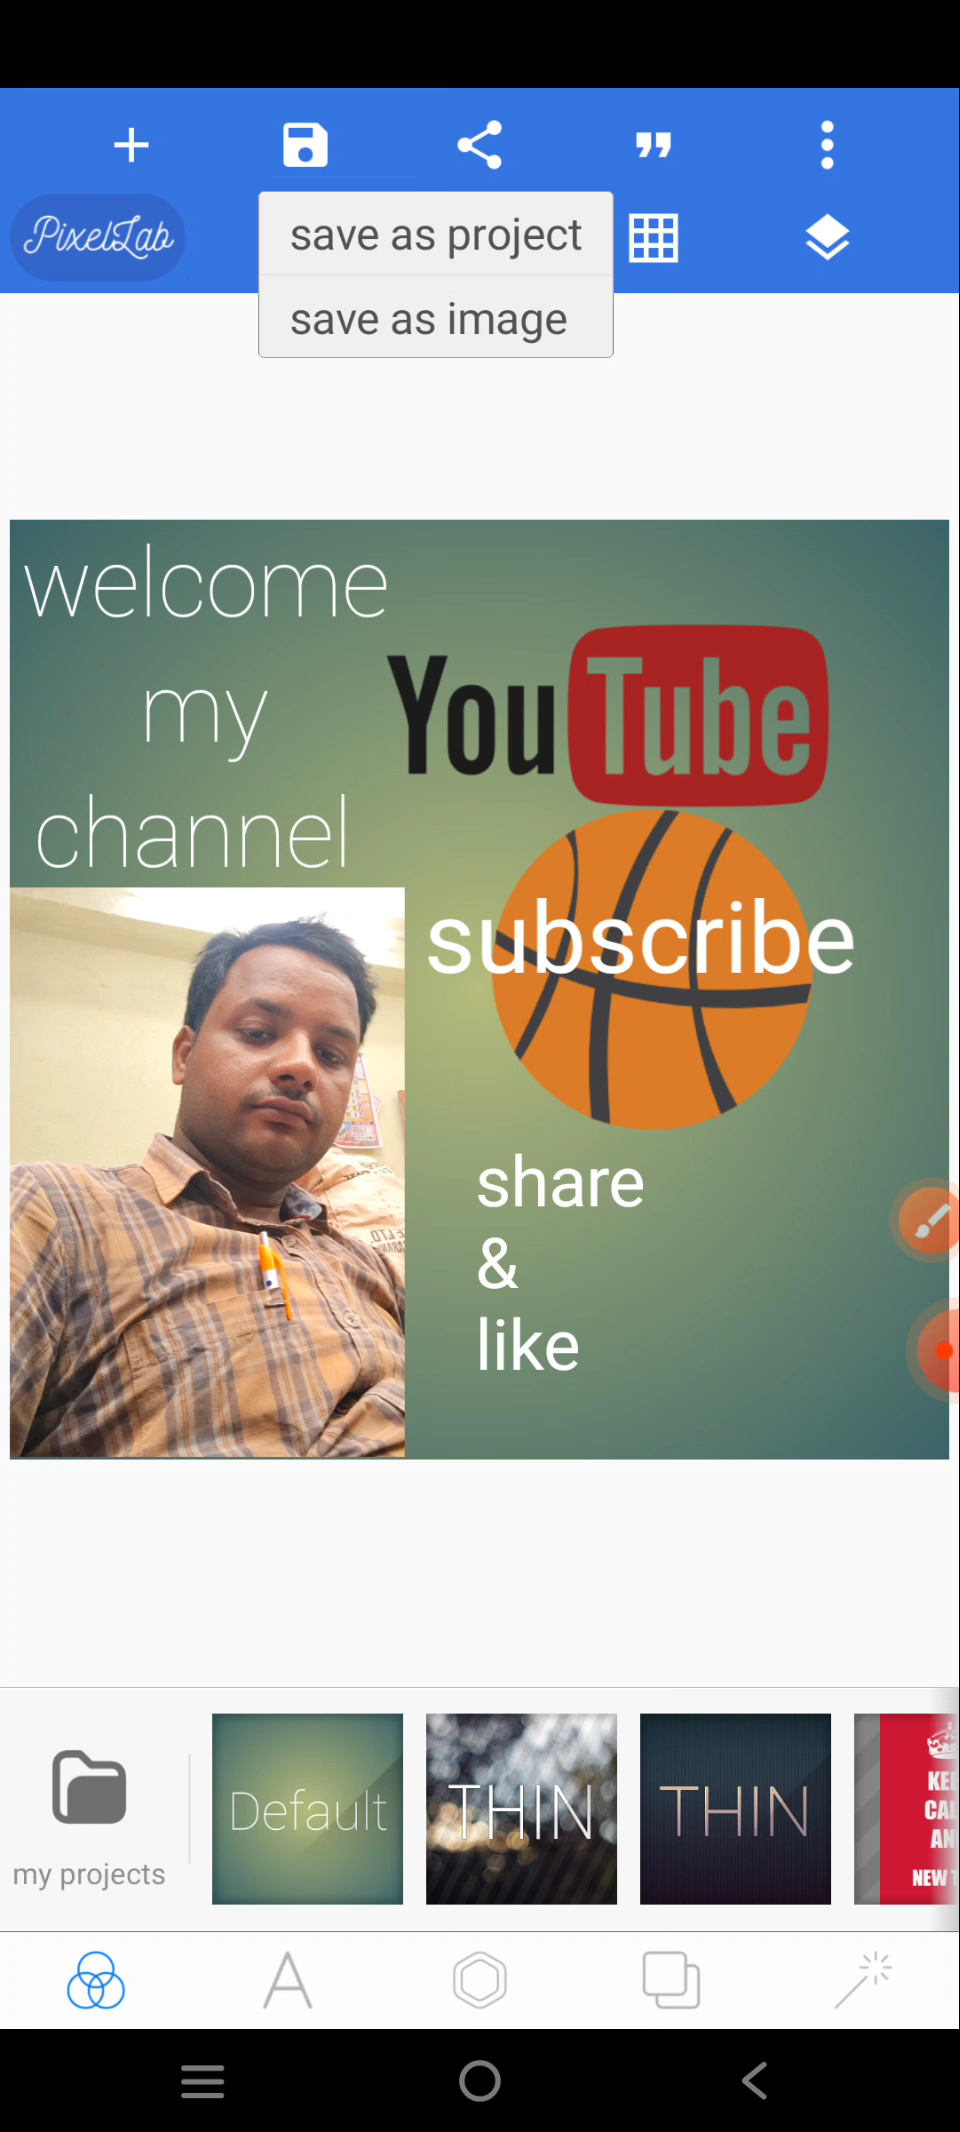 PixelLab
save as project
save as image
welcome
my
channel
YouTube
subscribe
share
&
like
my projects
Default
THIN
THIN
NEW